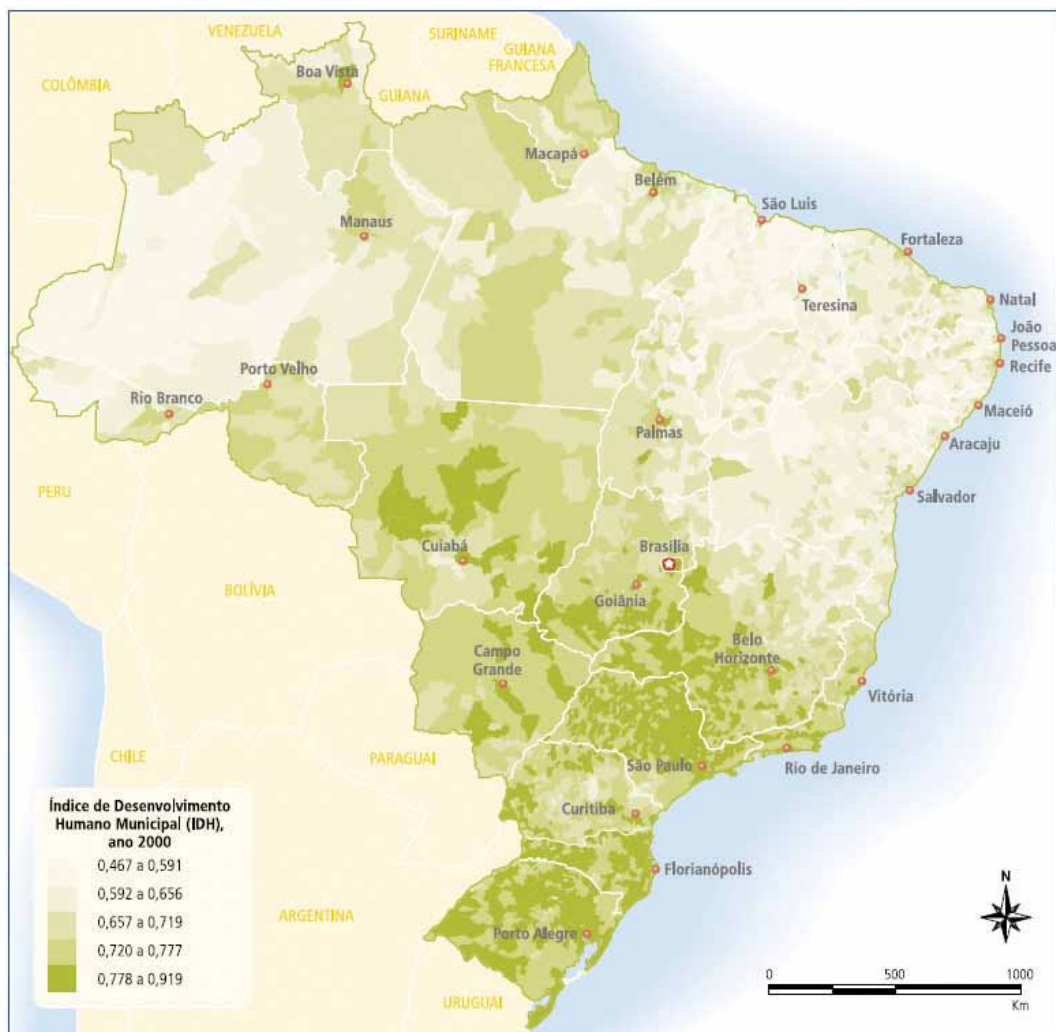 VENEZUELA
SURINAME
GUIANA
FRANCESA
COLÔMBIA
Boa Vista
GUIANA
Macapá
Belém
São Luis
Manaus
Fortaleza
Teresina
Natal
João
Pessoa
Recife
Porto Velho
Rio Branco
Maceió
Palmas
Aracaju
PERU
Salvador
Cuiabá
Brasília
BOLÍVIA
Goiânia
Campo
Grande
Belo
Horizonte
Vitória
CHILE
PARAGUAI
São Paulo
Rio de Janeiro
Curitiba
Florianópolis
ARGENTINA
Porto Alegre
URUGUAI
Índice de Desenvolvimento
Humano Municipal (IDH),
ano 2000
0,467 a 0,591
0,592 a 0,656
0,657 a 0,719
0,720 a 0,777
0,778 a 0,919
N
0 500 1000
Km